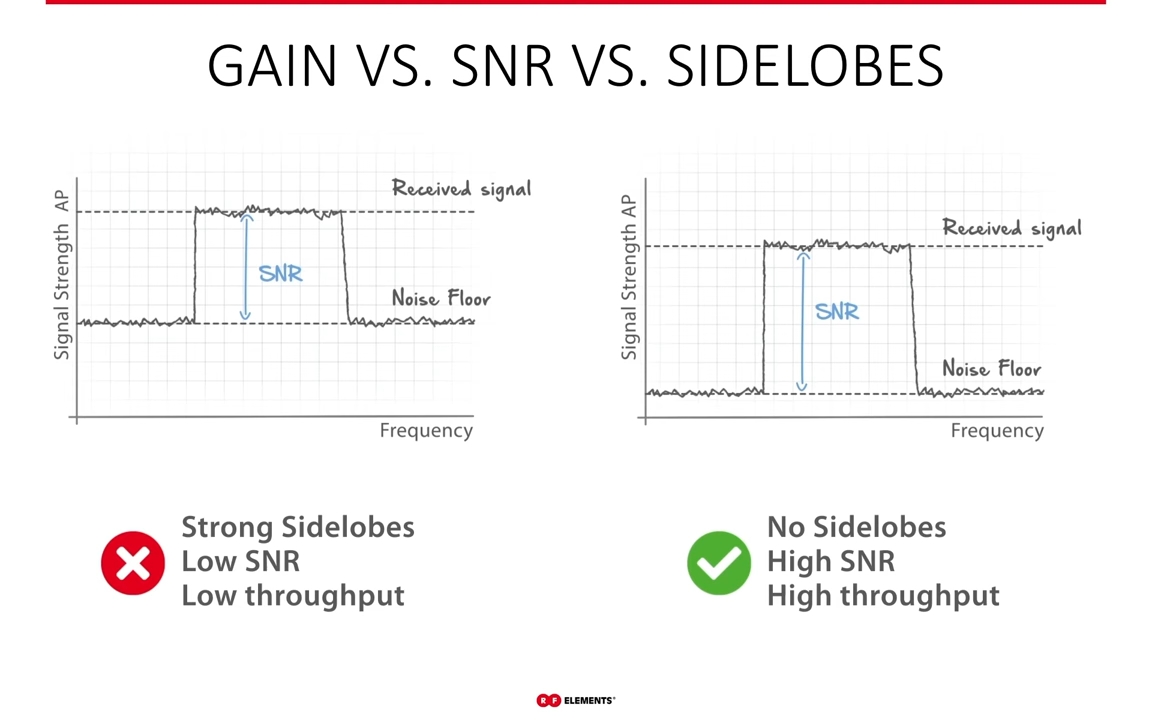 GAIN VS. SNR VS. SIDELOBES
Signal Strength AP
Received signal
SNR
Noise Floor
Frequency
Signal Strength AP
Received signal
SNR
Noise Floor
Frequency
Strong Sidelobes
Low SNR
Low throughput
No Sidelobes
High SNR
High throughput
RF ELEMENTS®